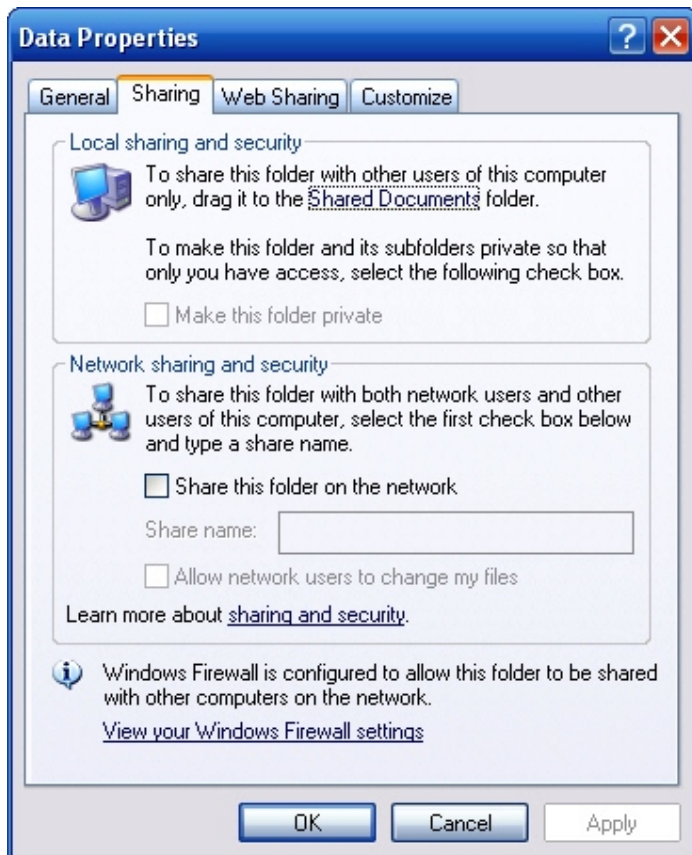 Data Properties
General Sharing Web Sharing Customize
Local sharing and security
To share this folder with other users of this computer
only, drag it to the Shared Documents folder.
To make this folder and its subfolders private so that
only you have access, select the following check box.
Make this folder private
Network sharing and security
To share this folder with both network users and other
users of this computer, select the first check box below
and type a share name.
Share this folder on the network
Share name:
Allow network users to change my files
Learn more about sharing and security.
Windows Firewall is configured to allow this folder to be shared
with other computers on the network.
View your Windows Firewall settings
OK Cancel Apply